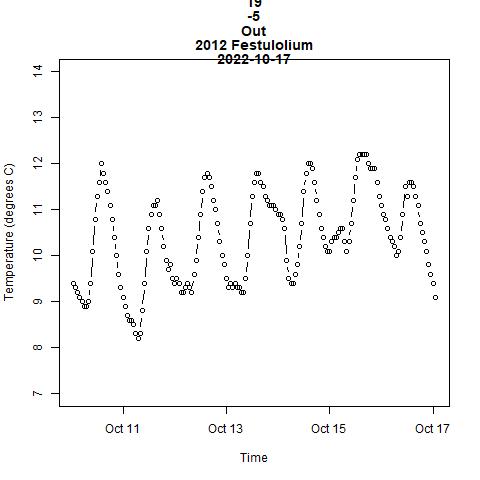 19
-5
Out
2012 Festulolium
2022-10-17
Temperature (degrees C)
14
13
12
11
10
9
8
7
Oct 11
Oct 13
Oct 15
Oct 17
Time